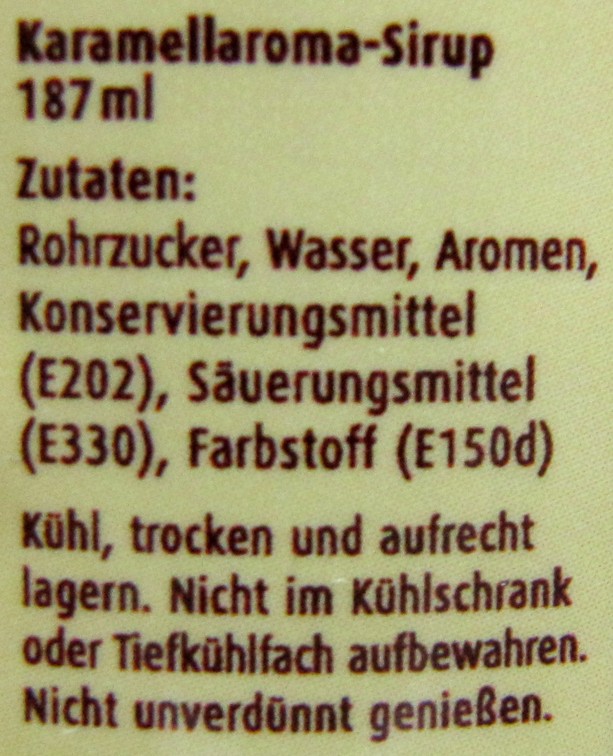 Karamellaroma-Sirup
187 ml
Zutaten:
Rohrzucker, Wasser, Aromen,
Konservierungsmittel
(E202), Säuerungsmittel
(E330), Farbstoff (E150d)
Kühl, trocken und aufrecht
lagern. Nicht im Kühlschrank
oder Tiefkühlfach aufbewahren.
Nicht unverdünnt genießen.